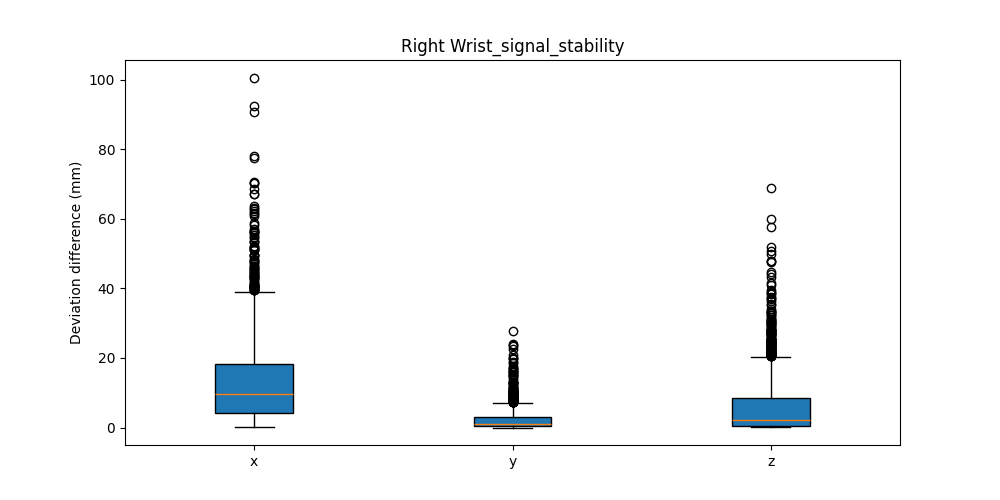 Right Wrist_signal_stability
Deviation difference (mm)
100
80
60
40
20
0
x
y
z